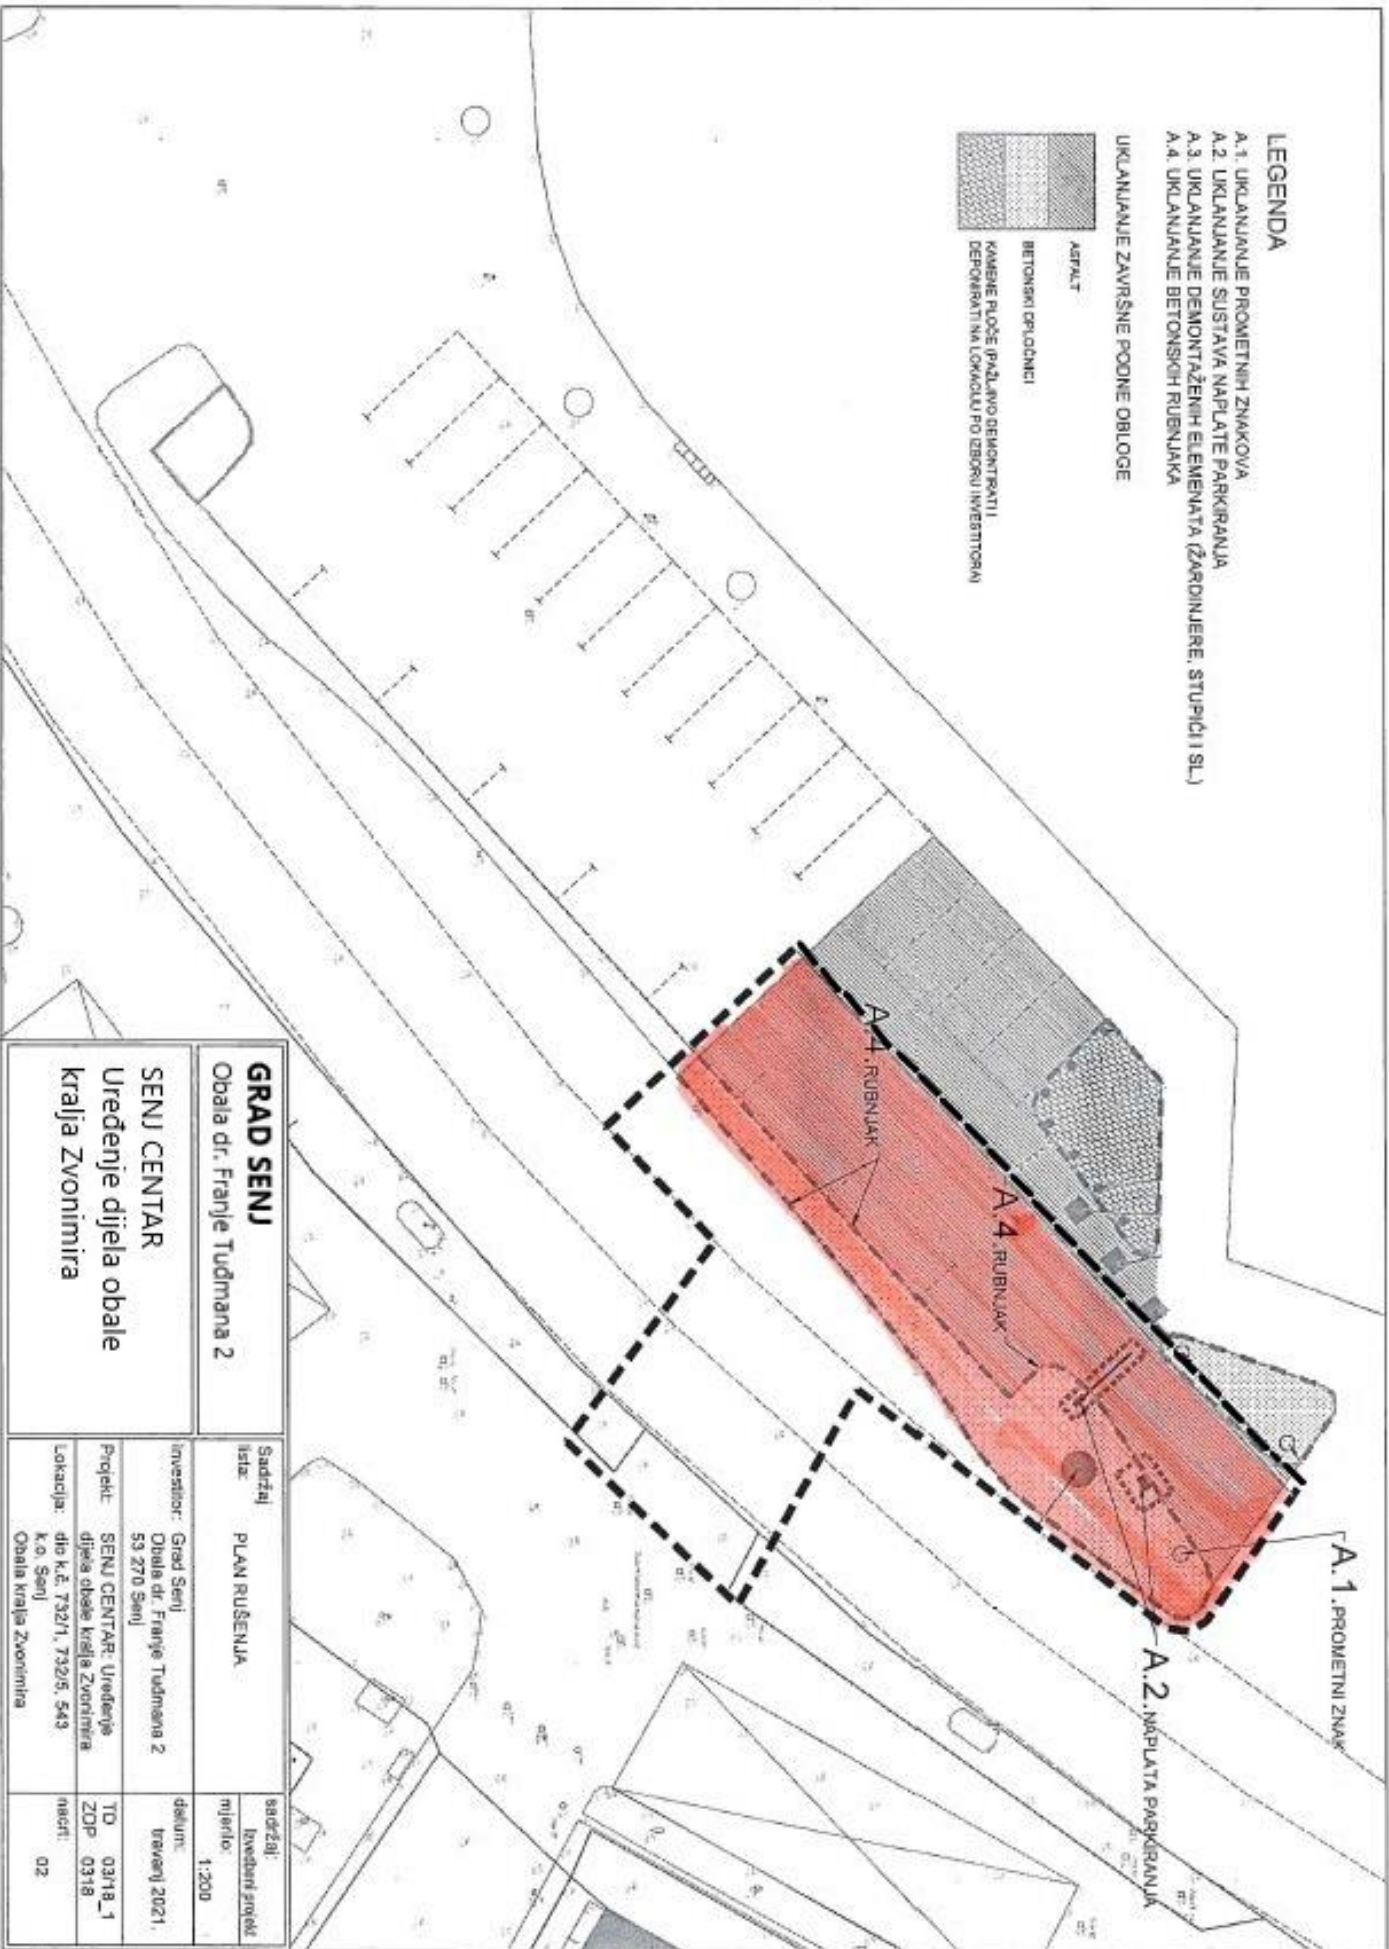 LEGENDA
A.1. UKLANJANJE PROMETNIH ZNAKOVA
A.2. UKLANJANJE SUSTAVA NAPLATE PARKIRANJA
A.3. UKLANJANJE DEMONTAŽENIH ELEMENATA (ŽARDINJERE, STUPIĆI I SL.)
A.4. UKLANJANJE BETONSKIH RUBNJAKA
UKLANJANJE ZAVRŠNE PODNE OBLOGE
ASFALT
BETONSKI OPLOČNICI
KAMENE PLOČE (PAŽLJIVO DEMONTIRATI I
DEPONIRATI NA LOKACIJU PO IZBORU INVESTITORA)
A.4. RUBNJAK
A.4. RUBNJAK
A.1. PROMETNI ZNAK
A.2. NAPLATA PARKIRANJA
GRAD SENJ
Obala dr. Franje Tuđmana 2
SENJ CENTAR
Uređenje dijela obale
kralja Zvonimira
Sadržaj
lista:
PLAN RUŠENJA
Investitor: Grad Senj
Obala dr. Franje Tuđmana 2
53 270 Senj
Projekt: SENJ CENTAR: Uređenje
dijela obale kralja Zvonimira
Lokacija: dio k.č. 732/1, 732/5, 543
k.o. Senj
Obala kralja Zvonimira
sadržaj:
Izvedbeni projekt
mjerilo:
1:200
datum:
travanj 2021.
TD 03/18_1
ZOP 0318
nacrt:
02